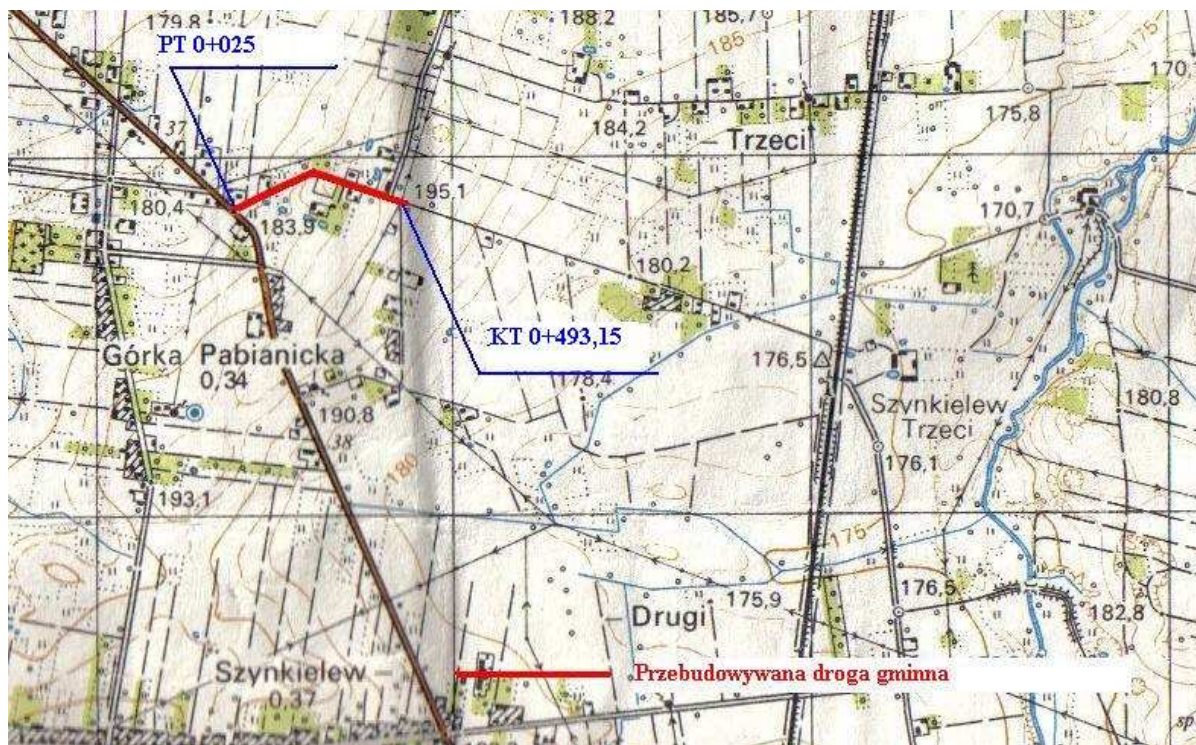 179,8
188,2
185,7
185
175
170
PT 0+025
37
184,2
175,8
Trzeci
195,1
180,4
183,9
170,7
180,2
KT 0+493,15
Górka Pabianicka
0,34
178,4
176,5
180,8
Szynkielew
Trzeci
190,8
38
180
176,1
193,1
175
176,5
Drugi
175,9
182,8
Szynkielew –
0,37
Przebudowywana droga gminna
sp